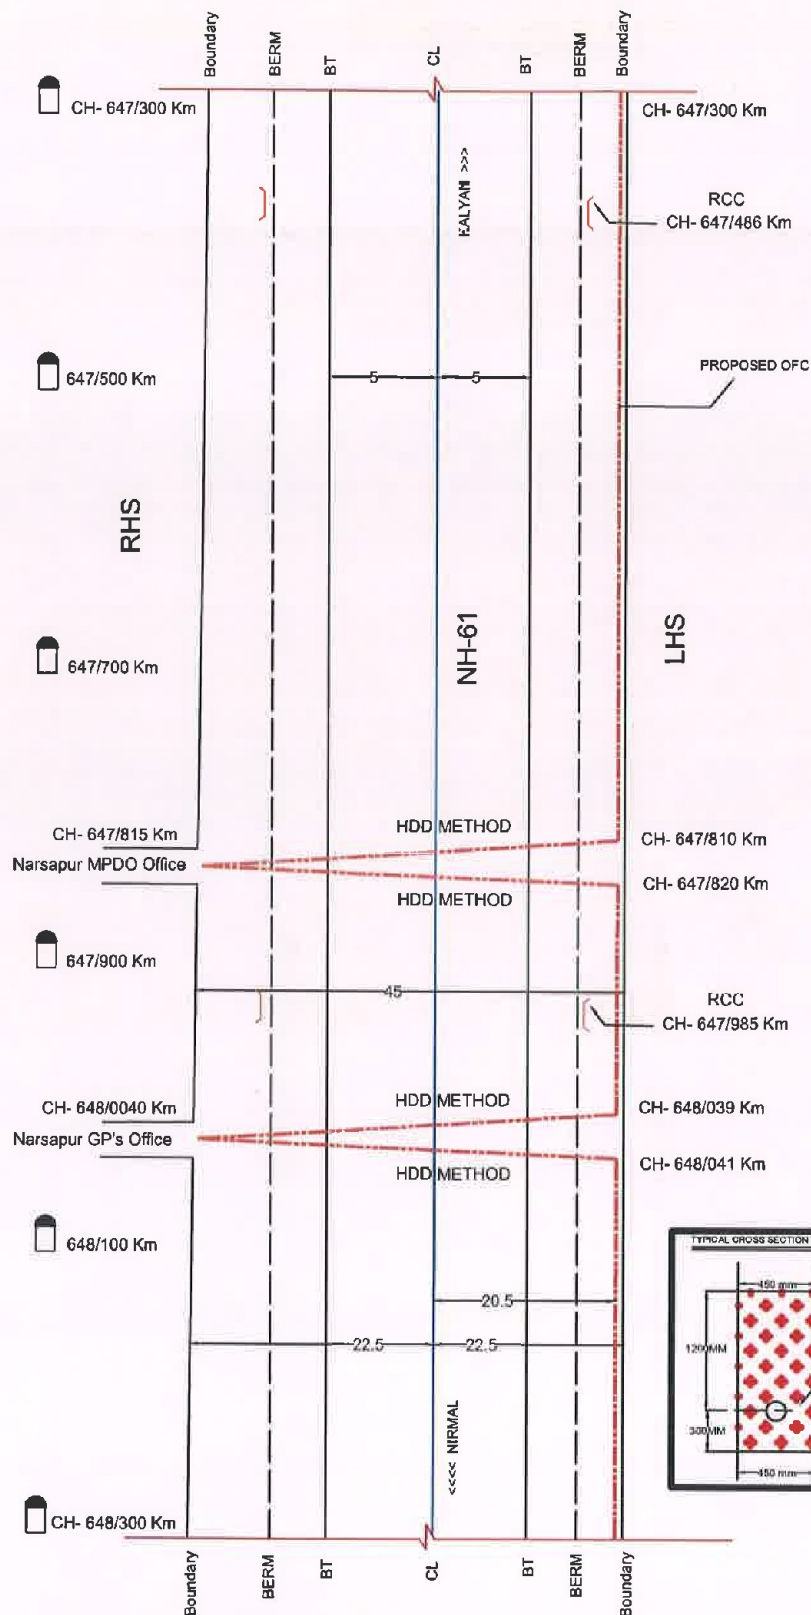 Boundary
BERM
BT
CL
BT
BERM
Boundary
CH- 647/300 Km
CH- 647/300 Km
KALYAN >>>
RCC
CH- 647/486 Km
647/500 Km
5
5
PROPOSED OFC
RHS
NH-61
LHS
647/700 Km
CH- 647/815 Km
HDD METHOD
CH- 647/810 Km
Narsapur MPDO Office
HDD METHOD
CH- 647/820 Km
647/900 Km
45
RCC
CH- 647/985 Km
CH- 648/0040 Km
HDD METHOD
CH- 648/039 Km
Narsapur GP's Office
HDD METHOD
CH- 648/041 Km
648/100 Km
TYPICAL CROSS SECTION
450 mm
1200MM
300MM
450 mm
20.5
22.5
22.5
<<<< NIRMAL
CH- 648/300 Km
Boundary
BERM
BT
CL
BT
BERM
Boundary